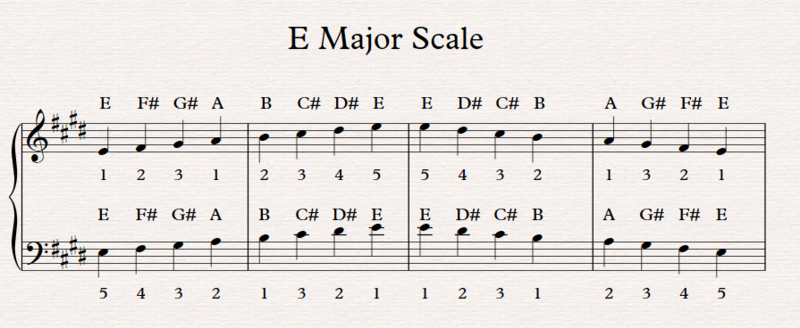 E Major Scale
E F# G# A B C# D# E E D# C# B A G# F# E
1 2 3 1 2 3 4 5 5 4 3 2 1 3 2 1
E F# G# A B C# D# E E D# C# B A G# F# E
5 4 3 2 1 3 2 1 1 2 3 1 2 3 4 5